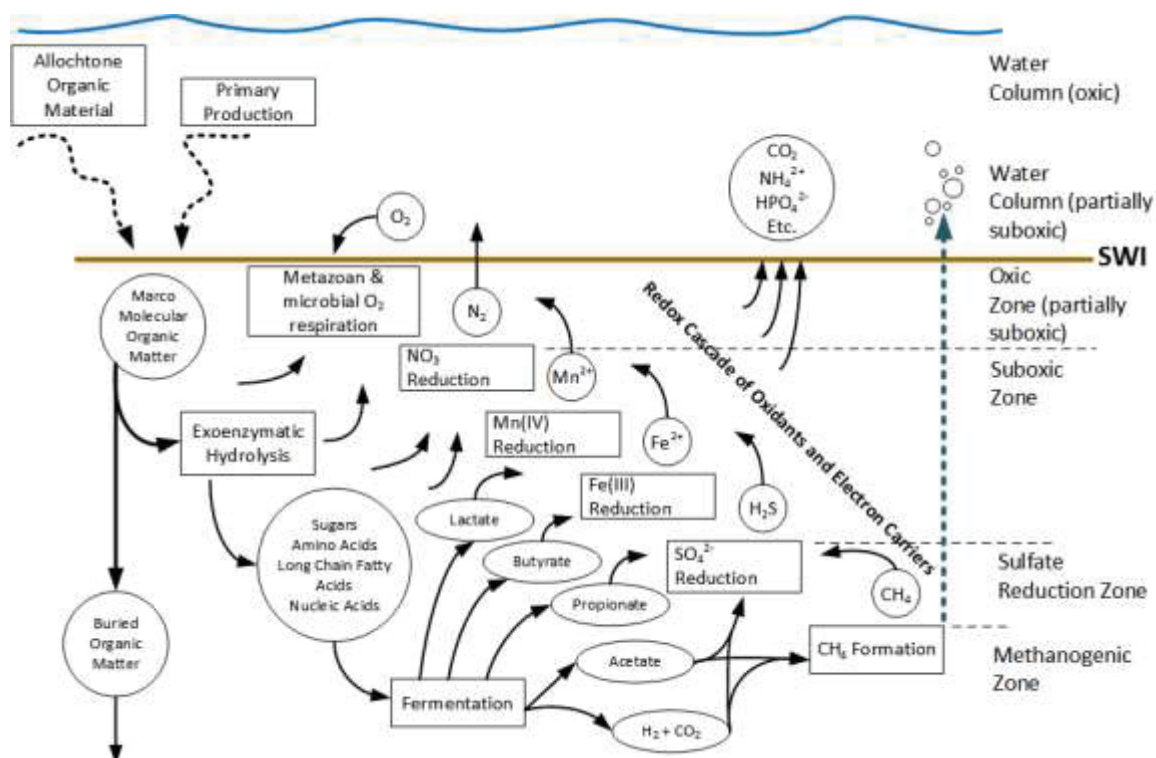 Allochtone
Organic
Material
Primary
Production
Water
Column (oxic)
CO₂
NH₄²⁺
HPO₄²⁻
Etc.
Water
Column (partially
suboxic)
O₂
SWI
Marco
Molecular
Organic
Matter
Metazoan &
microbial O₂
respiration
N₂
Oxic
Zone (partially
suboxic)
Redox Cascade of Oxidants and Electron Carriers
NO₃
Reduction
Mn²⁺
Suboxic
Zone
Exoenzymatic
Hydrolysis
Mn(IV)
Reduction
Fe²⁺
Fe(III)
Reduction
H₂S
Lactate
Sugars
Amino Acids
Long Chain Fatty
Acids
Nucleic Acids
Butyrate
SO₄²⁻
Reduction
Sulfate
Reduction Zone
Propionate
CH₄
Buried
Organic
Matter
Acetate
CH₄ Formation
Methanogenic
Zone
Fermentation
H₂ + CO₂